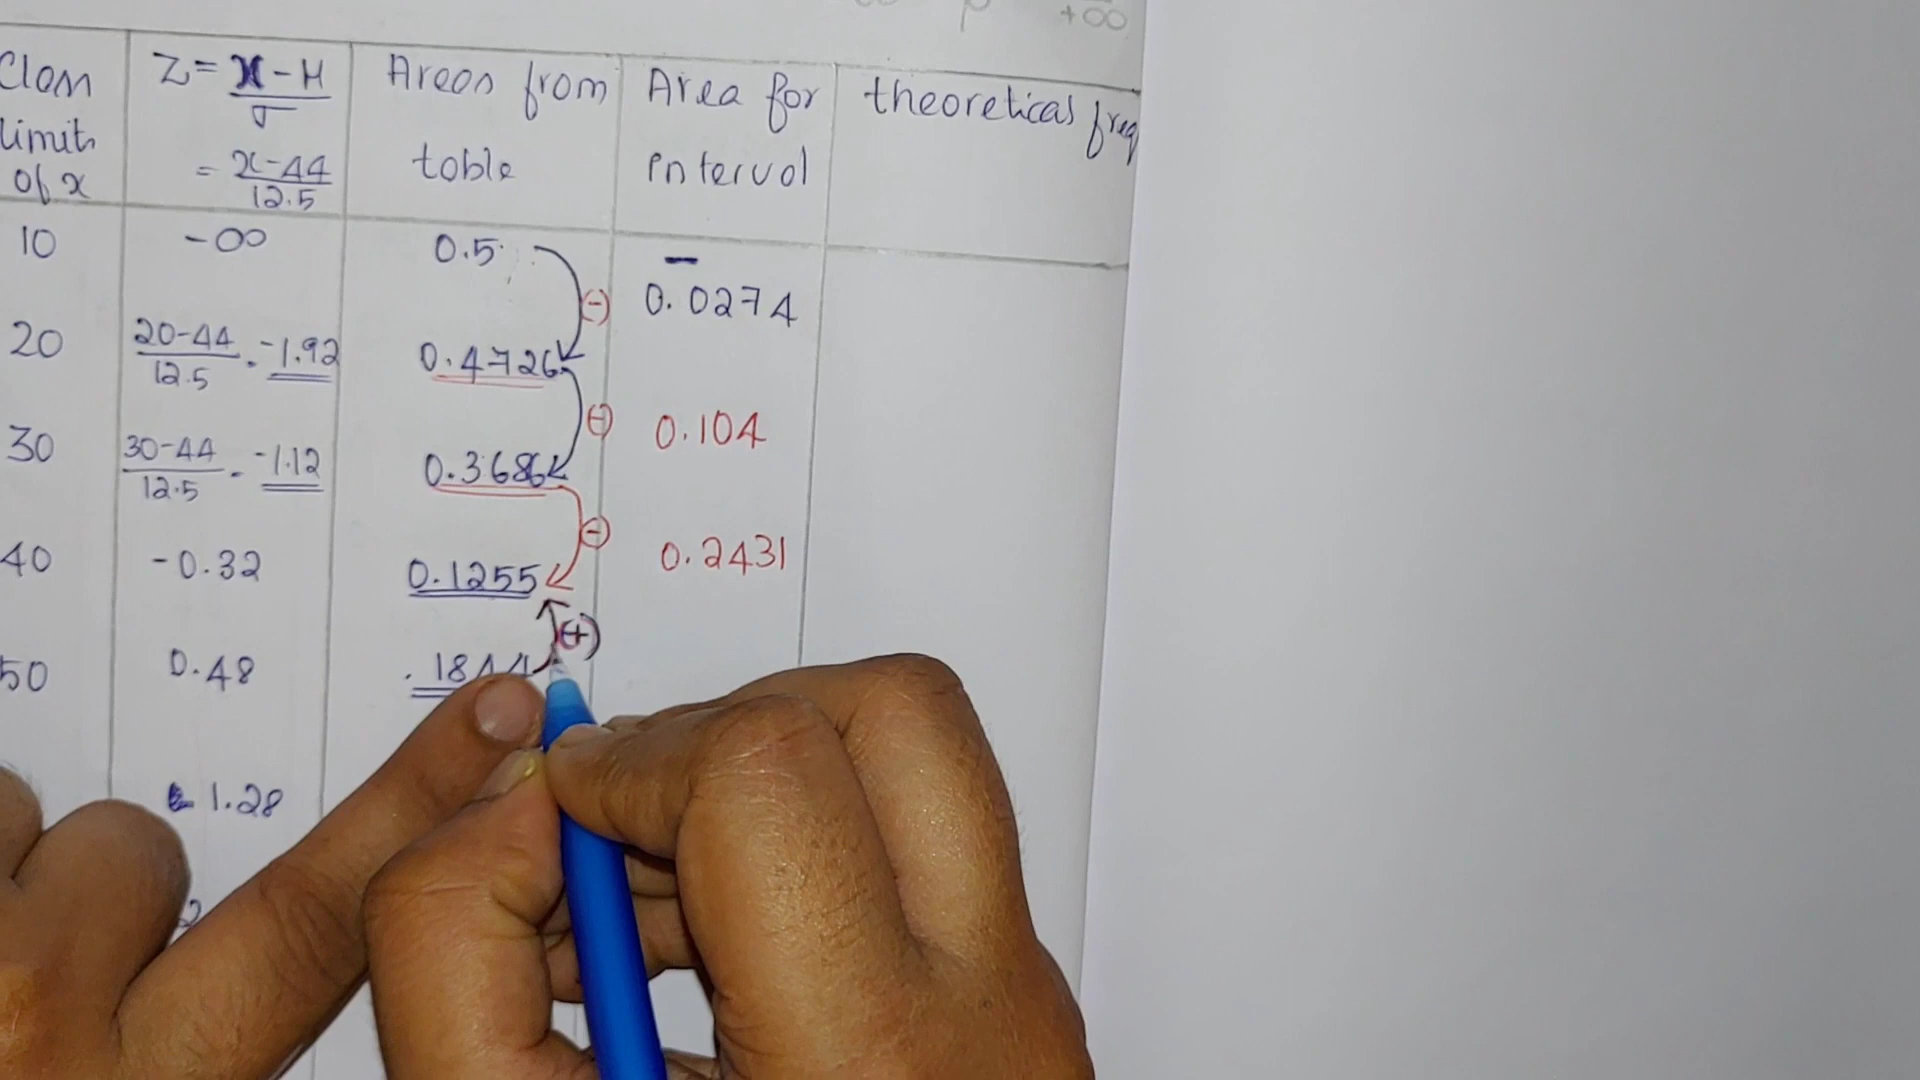 +∞
Class Z = x - μ Areas from Area for theoretical freq
σ
limits = x-44 table interval
of x 12.5
10 -∞ 0.5 -
(-) 0.0274
20 20-44 = -1.92 0.4726
12.5
(-) 0.104
30 30-44 = -1.12 0.3686
12.5
(-) 0.2431
40 -0.32 0.1255
(+)
50 0.48 .1844
1.28